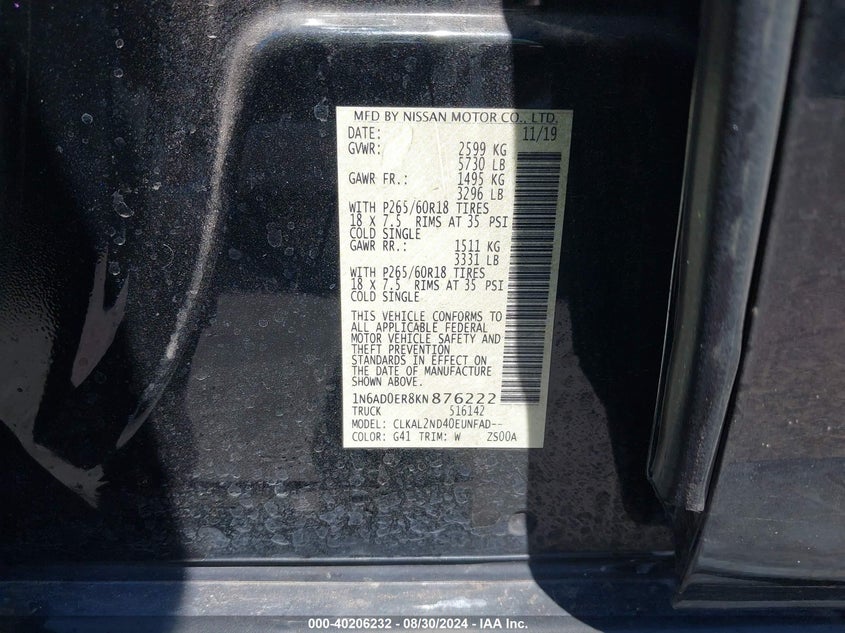 MFD BY NISSAN MOTOR CO., LTD.
DATE: 11/19
GVWR: 2599 KG
5730 LB
GAWR FR.: 1495 KG
3296 LB
WITH P265/60R18 TIRES
18 X 7.5 RIMS AT 35 PSI
COLD SINGLE
GAWR RR.: 1511 KG
3331 LB
WITH P265/60R18 TIRES
18 X 7.5 RIMS AT 35 PSI
COLD SINGLE
THIS VEHICLE CONFORMS TO
ALL APPLICABLE FEDERAL
MOTOR VEHICLE SAFETY AND
THEFT PREVENTION
STANDARDS IN EFFECT ON
THE DATE OF MANUFACTURE
SHOWN ABOVE.
1N6AD0ER8KN876222
TRUCK 516142
MODEL: CLKAL2ND40EUNFAD--
COLOR: G41 TRIM: W ZS00A
000-40206232 - 08/30/2024 - IAA Inc.